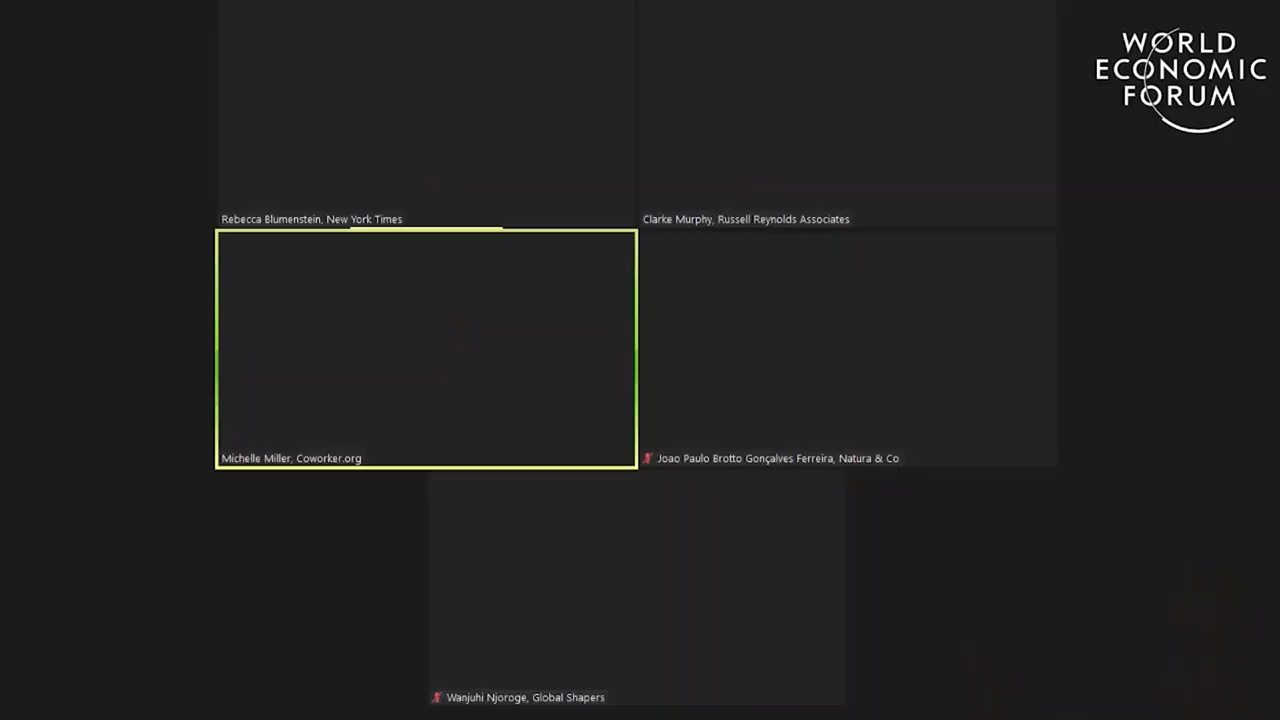 WORLD
ECONOMIC
FORUM
Rebecca Blumenstein, New York Times
Clarke Murphy, Russell Reynolds Associates
Michelle Miller, Coworker.org
Joao Paulo Brotto Gonçalves Ferreira, Natura & Co
Wanjuhi Njoroge, Global Shapers